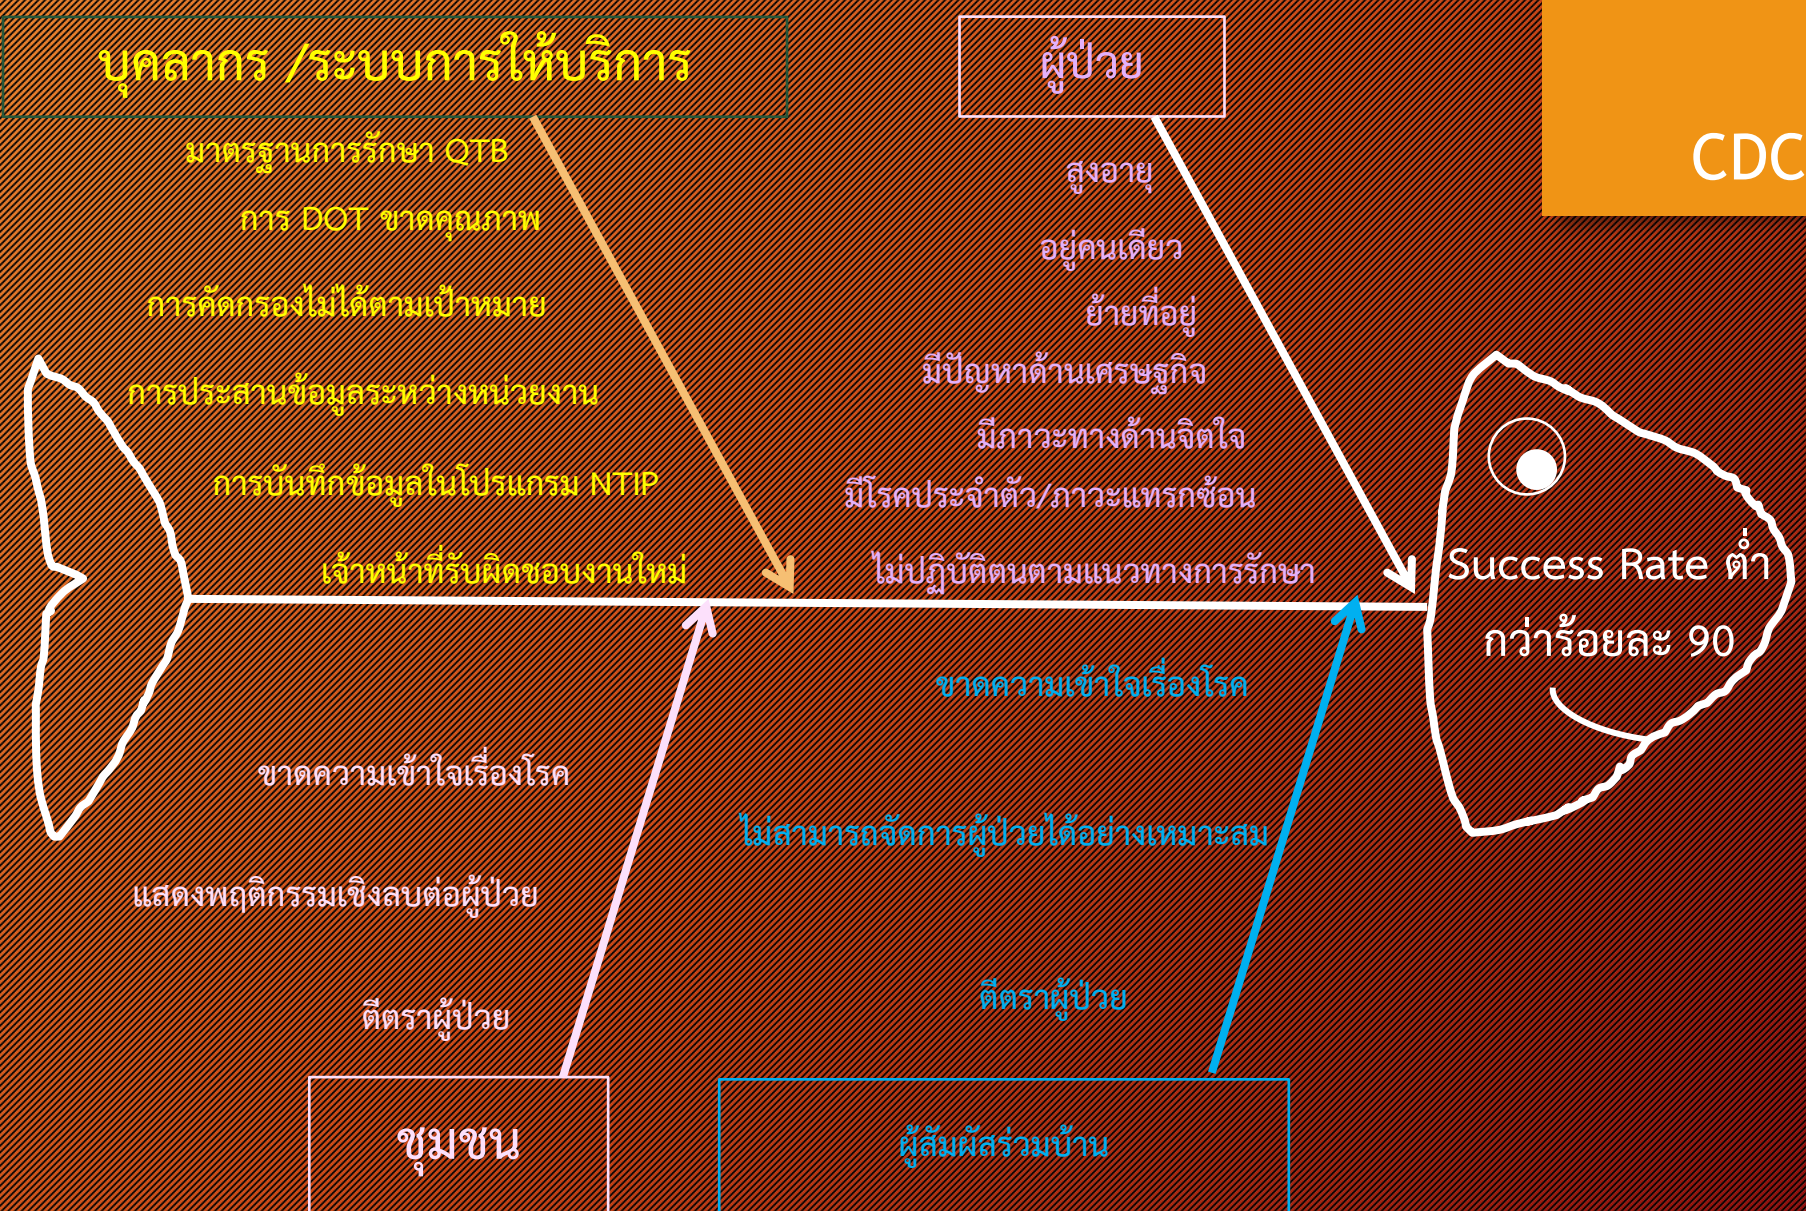 บุคลากร /ระบบการให้บริการ
ผู้ป่วย
CDC
มาตรฐานการรักษา QTB
การ DOT ขาดคุณภาพ
การคัดกรองไม่ได้ตามเป้าหมาย
การประสานข้อมูลระหว่างหน่วยงาน
การบันทึกข้อมูลในโปรแกรม NTIP
เจ้าหน้าที่รับผิดชอบงานใหม่
สูงอายุ
อยู่คนเดียว
ย้ายที่อยู่
มีปัญหาด้านเศรษฐกิจ
มีภาวะทางด้านจิตใจ
มีโรคประจำตัว/ภาวะแทรกซ้อน
ไม่ปฏิบัติตนตามแนวทางการรักษา
Success Rate ต่ำ
กว่าร้อยละ 90
ขาดความเข้าใจเรื่องโรค
แสดงพฤติกรรมเชิงลบต่อผู้ป่วย
ตีตราผู้ป่วย
ชุมชน
ขาดความเข้าใจเรื่องโรค
ไม่สามารถจัดการผู้ป่วยได้อย่างเหมาะสม
ตีตราผู้ป่วย
ผู้สัมผัสร่วมบ้าน